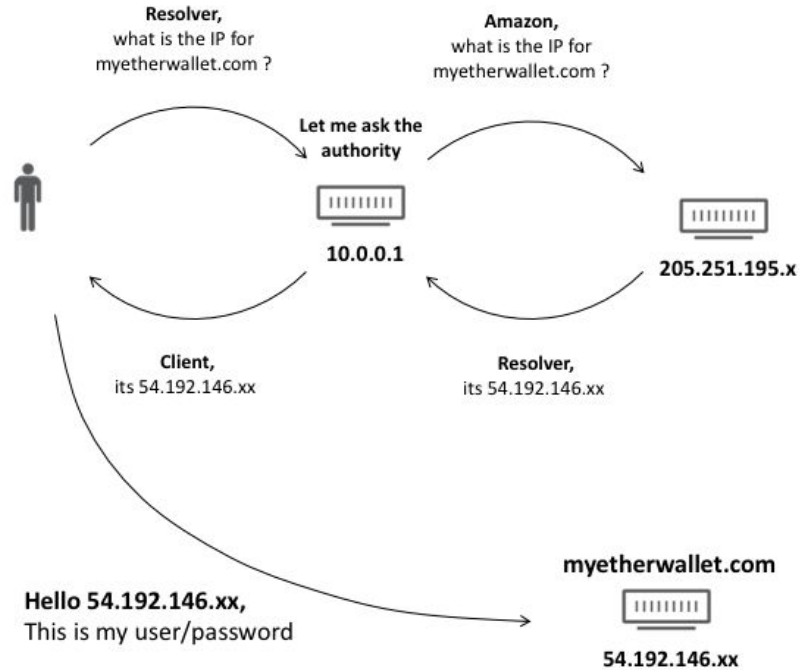 Resolver,
what is the IP for
myetherwallet.com ?
Amazon,
what is the IP for
myetherwallet.com ?
Let me ask the
authority
10.0.0.1
205.251.195.x
Client,
its 54.192.146.xx
Resolver,
its 54.192.146.xx
myetherwallet.com
Hello 54.192.146.xx,
This is my user/password
54.192.146.xx